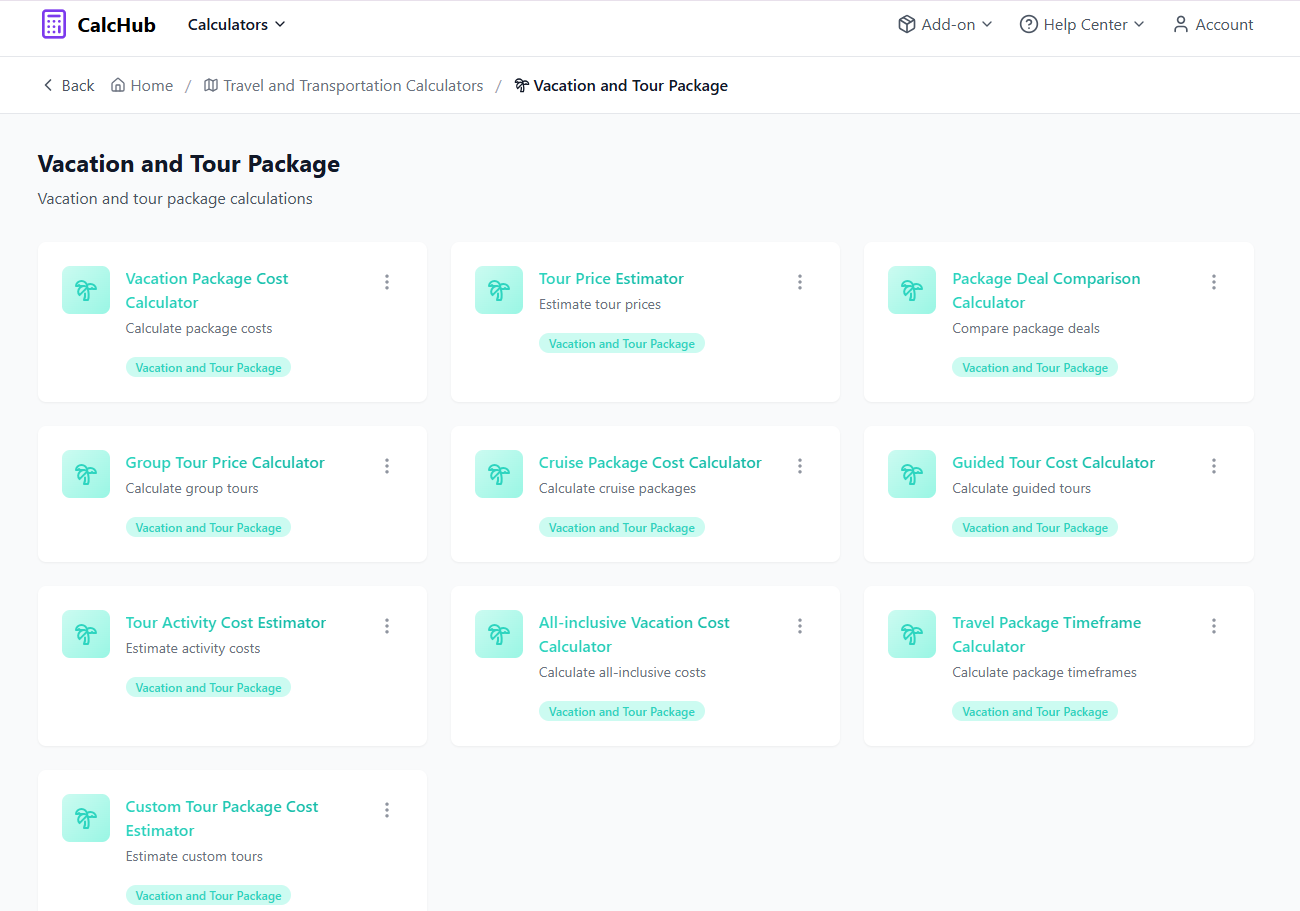 CalcHub
Calculators
Add-on
Help Center
Account
Back
Home
/
Travel and Transportation Calculators
/
Vacation and Tour Package
Vacation and Tour Package
Vacation and tour package calculations
Vacation Package Cost
Calculator
Calculate package costs
Vacation and Tour Package
Tour Price Estimator
Estimate tour prices
Vacation and Tour Package
Package Deal Comparison
Calculator
Compare package deals
Vacation and Tour Package
Group Tour Price Calculator
Calculate group tours
Vacation and Tour Package
Cruise Package Cost Calculator
Calculate cruise packages
Vacation and Tour Package
Guided Tour Cost Calculator
Calculate guided tours
Vacation and Tour Package
Tour Activity Cost Estimator
Estimate activity costs
Vacation and Tour Package
All-inclusive Vacation Cost
Calculator
Calculate all-inclusive costs
Vacation and Tour Package
Travel Package Timeframe
Calculator
Calculate package timeframes
Vacation and Tour Package
Custom Tour Package Cost
Estimator
Estimate custom tours
Vacation and Tour Package